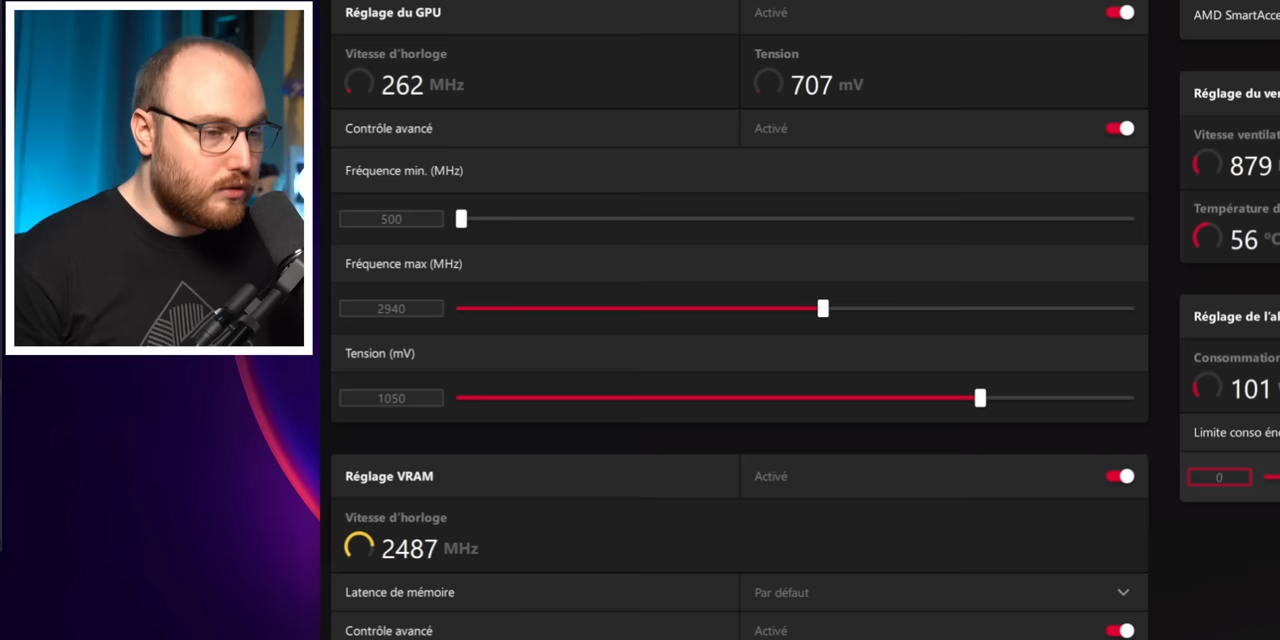 Réglage du GPU
Activé
Vitesse d'horloge
262 MHz
Tension
707 mV
Contrôle avancé
Activé
Fréquence min. (MHz)
500
Fréquence max (MHz)
2940
Tension (mV)
1050
Réglage VRAM
Activé
Vitesse d'horloge
2487 MHz
Latence de mémoire
Par défaut
Contrôle avancé
Activé
AMD SmartAcce
Réglage du ver
Vitesse ventilat
879
Température d
56 °C
Réglage de l'al
Consommation
101
Limite conso éne
0